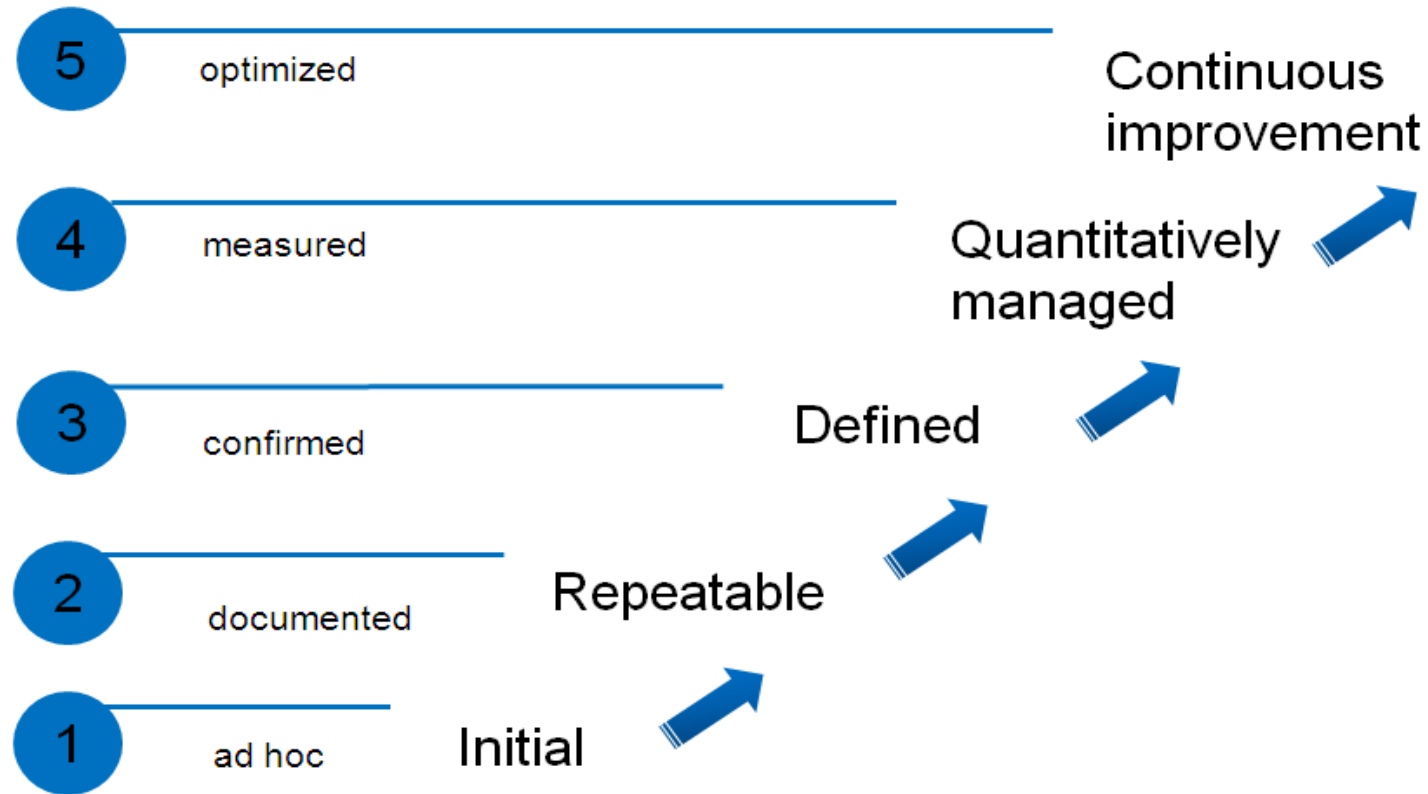 5
optimized
Continuous
improvement
4
measured
Quantitatively
managed
3
confirmed
Defined
2
documented
Repeatable
1
ad hoc
Initial